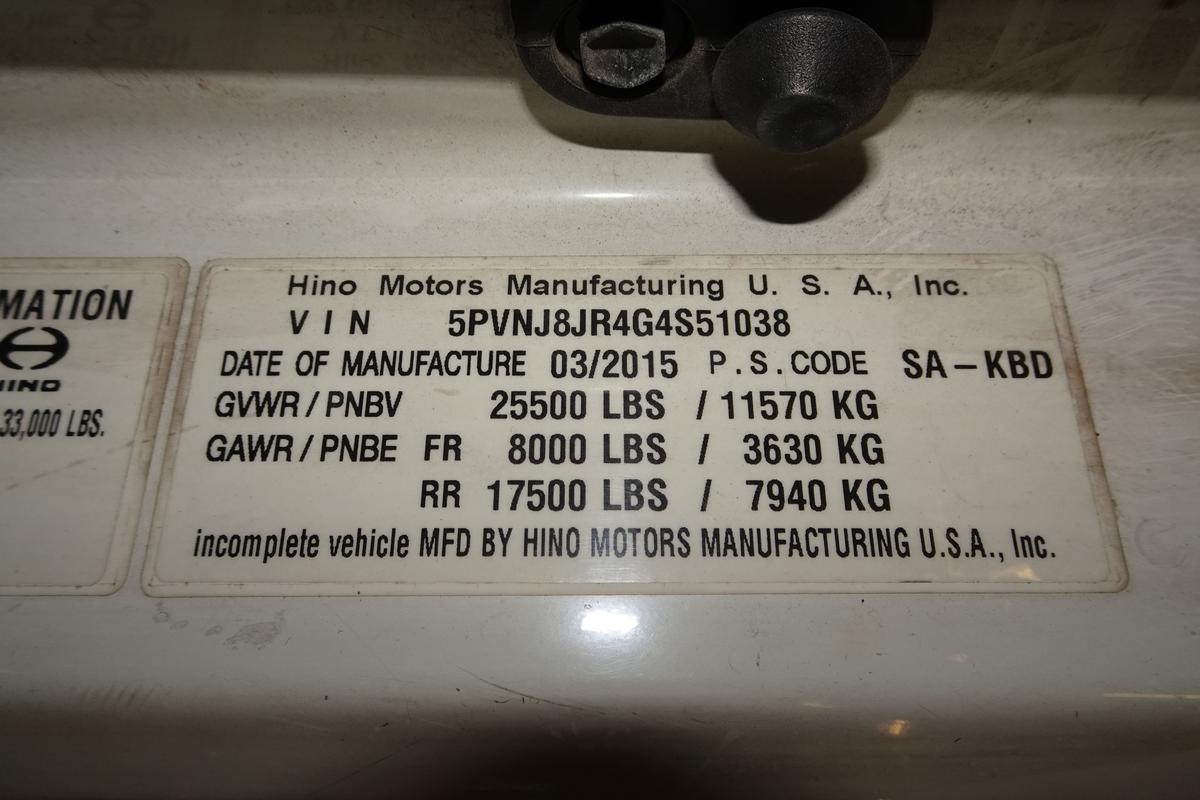 MATION
HINO
33,000 LBS.
Hino Motors Manufacturing U. S. A., Inc.
VIN 5PVNJ8JR4G4S51038
DATE OF MANUFACTURE 03/2015 P.S.CODE SA-KBD
GVWR/PNBV 25500 LBS / 11570 KG
GAWR/PNBE FR 8000 LBS / 3630 KG
RR 17500 LBS / 7940 KG
incomplete vehicle MFD BY HINO MOTORS MANUFACTURING U.S.A., Inc.